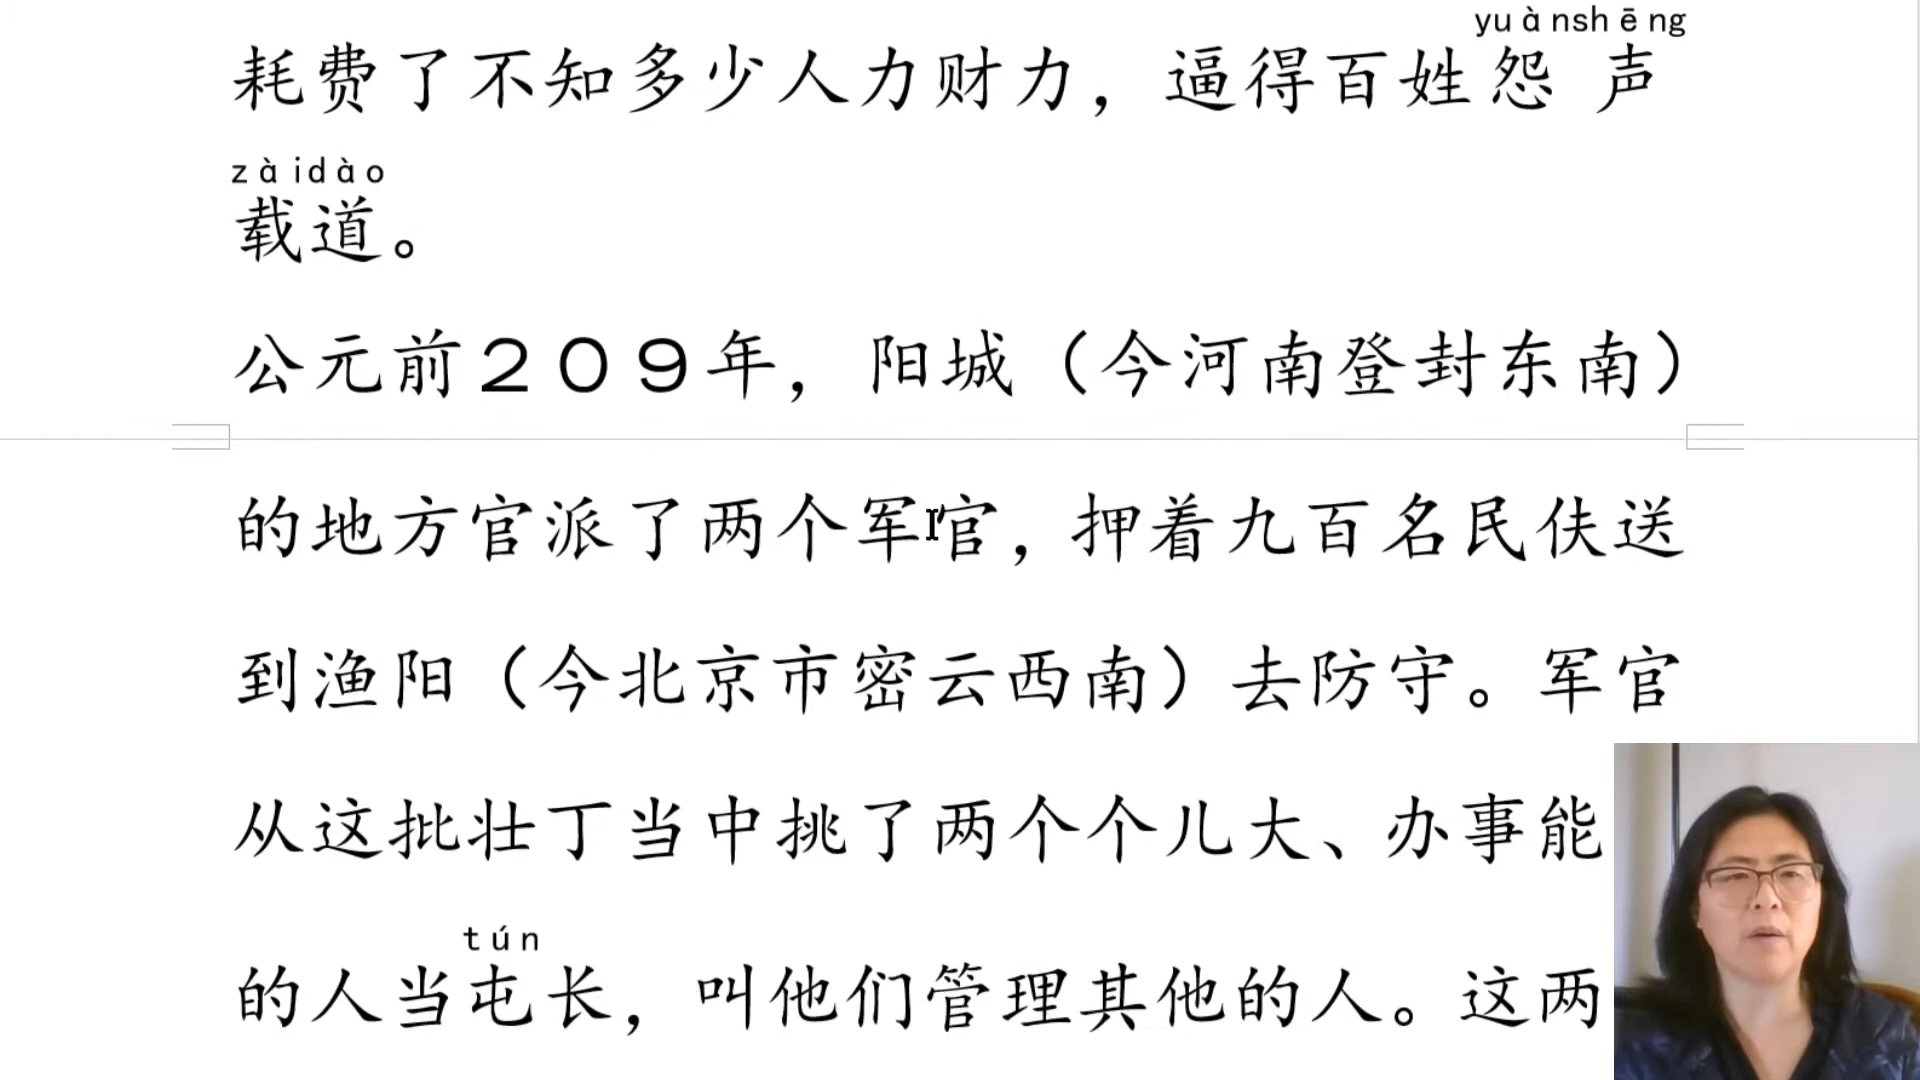 yuànshēng
耗费了不知多少人力财力，逼得百姓怨声
zàidào
载道。
公元前２０９年，阳城（今河南登封东南）
的地方官派了两个军官，押着九百名民伕送
到渔阳（今北京市密云西南）去防守。军官
从这批壮丁当中挑了两个个儿大、办事能
tún
的人当屯长，叫他们管理其他的人。这两